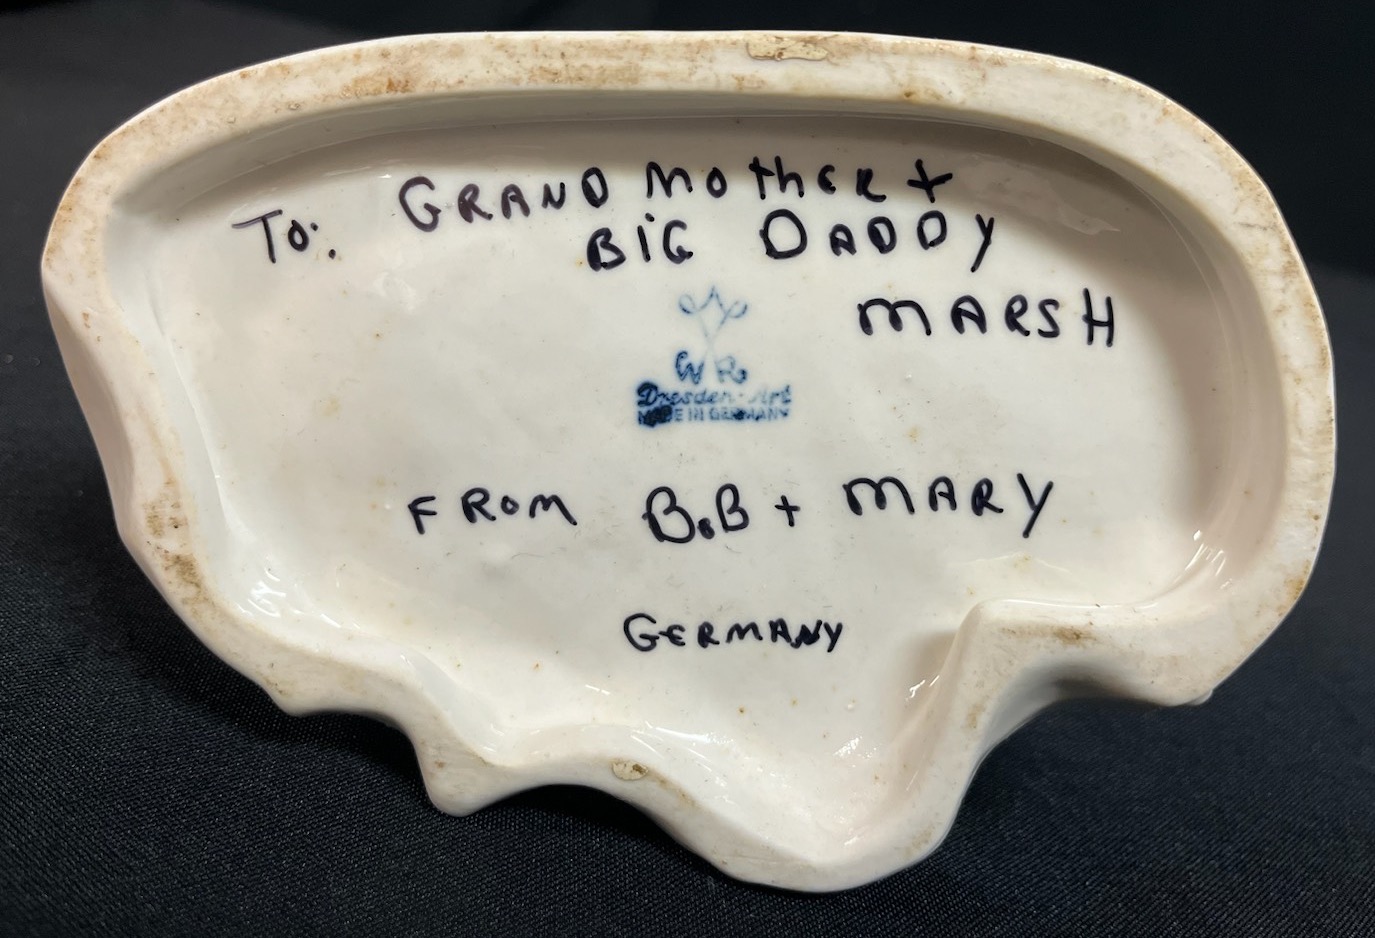 To: GRAND MothER +
BiG DADDY
MARSH
WR
Dresden-Art
MADE IN GERMANY
FROM BoB + MARY
GERMANY